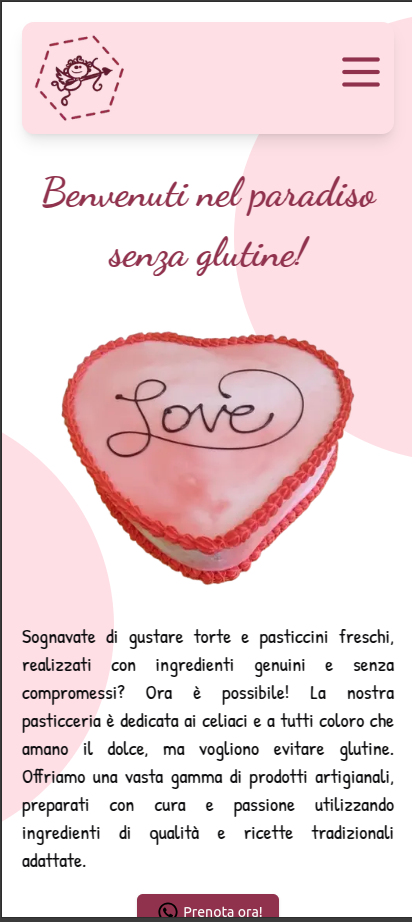 Benvenuti nel paradiso
senza glutine!
Love
Sognavate di gustare torte e pasticcini freschi,
realizzati con ingredienti genuini e senza
compromessi? Ora è possibile! La nostra
pasticceria è dedicata ai celiaci e a tutti coloro che
amano il dolce, ma vogliono evitare glutine.
Offriamo una vasta gamma di prodotti artigianali,
preparati con cura e passione utilizzando
ingredienti di qualità e ricette tradizionali
adattate.
Prenota ora!